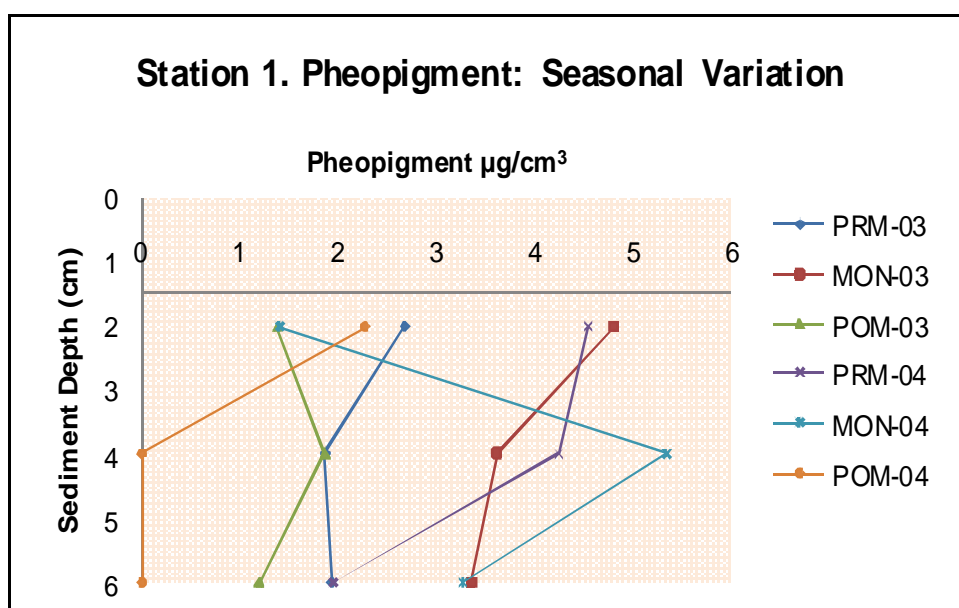 Station 1. Pheopigment: Seasonal Variation
Pheopigment µg/cm³
0 1 2 3 4 5 6
Sediment Depth (cm)
0
1
2
3
4
5
6
PRM-03
MON-03
POM-03
PRM-04
MON-04
POM-04